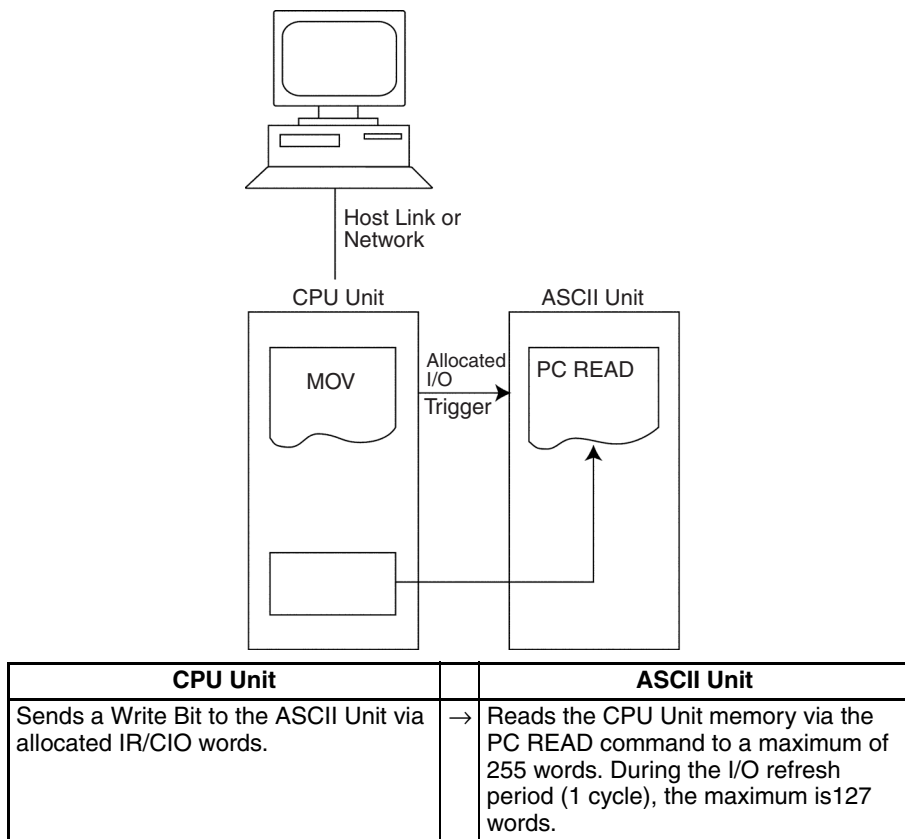 Host Link or
Network
CPU Unit
ASCII Unit
MOV
Allocated
I/O
Trigger
PC READ
CPU Unit
ASCII Unit
Sends a Write Bit to the ASCII Unit via
allocated IR/CIO words.
→
Reads the CPU Unit memory via the
PC READ command to a maximum of
255 words. During the I/O refresh
period (1 cycle), the maximum is127
words.